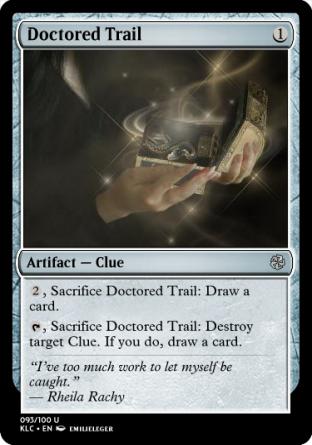 Doctored Trail 1
Artifact — Clue
2, Sacrifice Doctored Trail: Draw a
card.
, Sacrifice Doctored Trail: Destroy
target Clue. If you do, draw a card.
"I've too much work to let myself be
caught."
— Rheila Rachy
093/100 U
KLC • EN EMILIELEGER